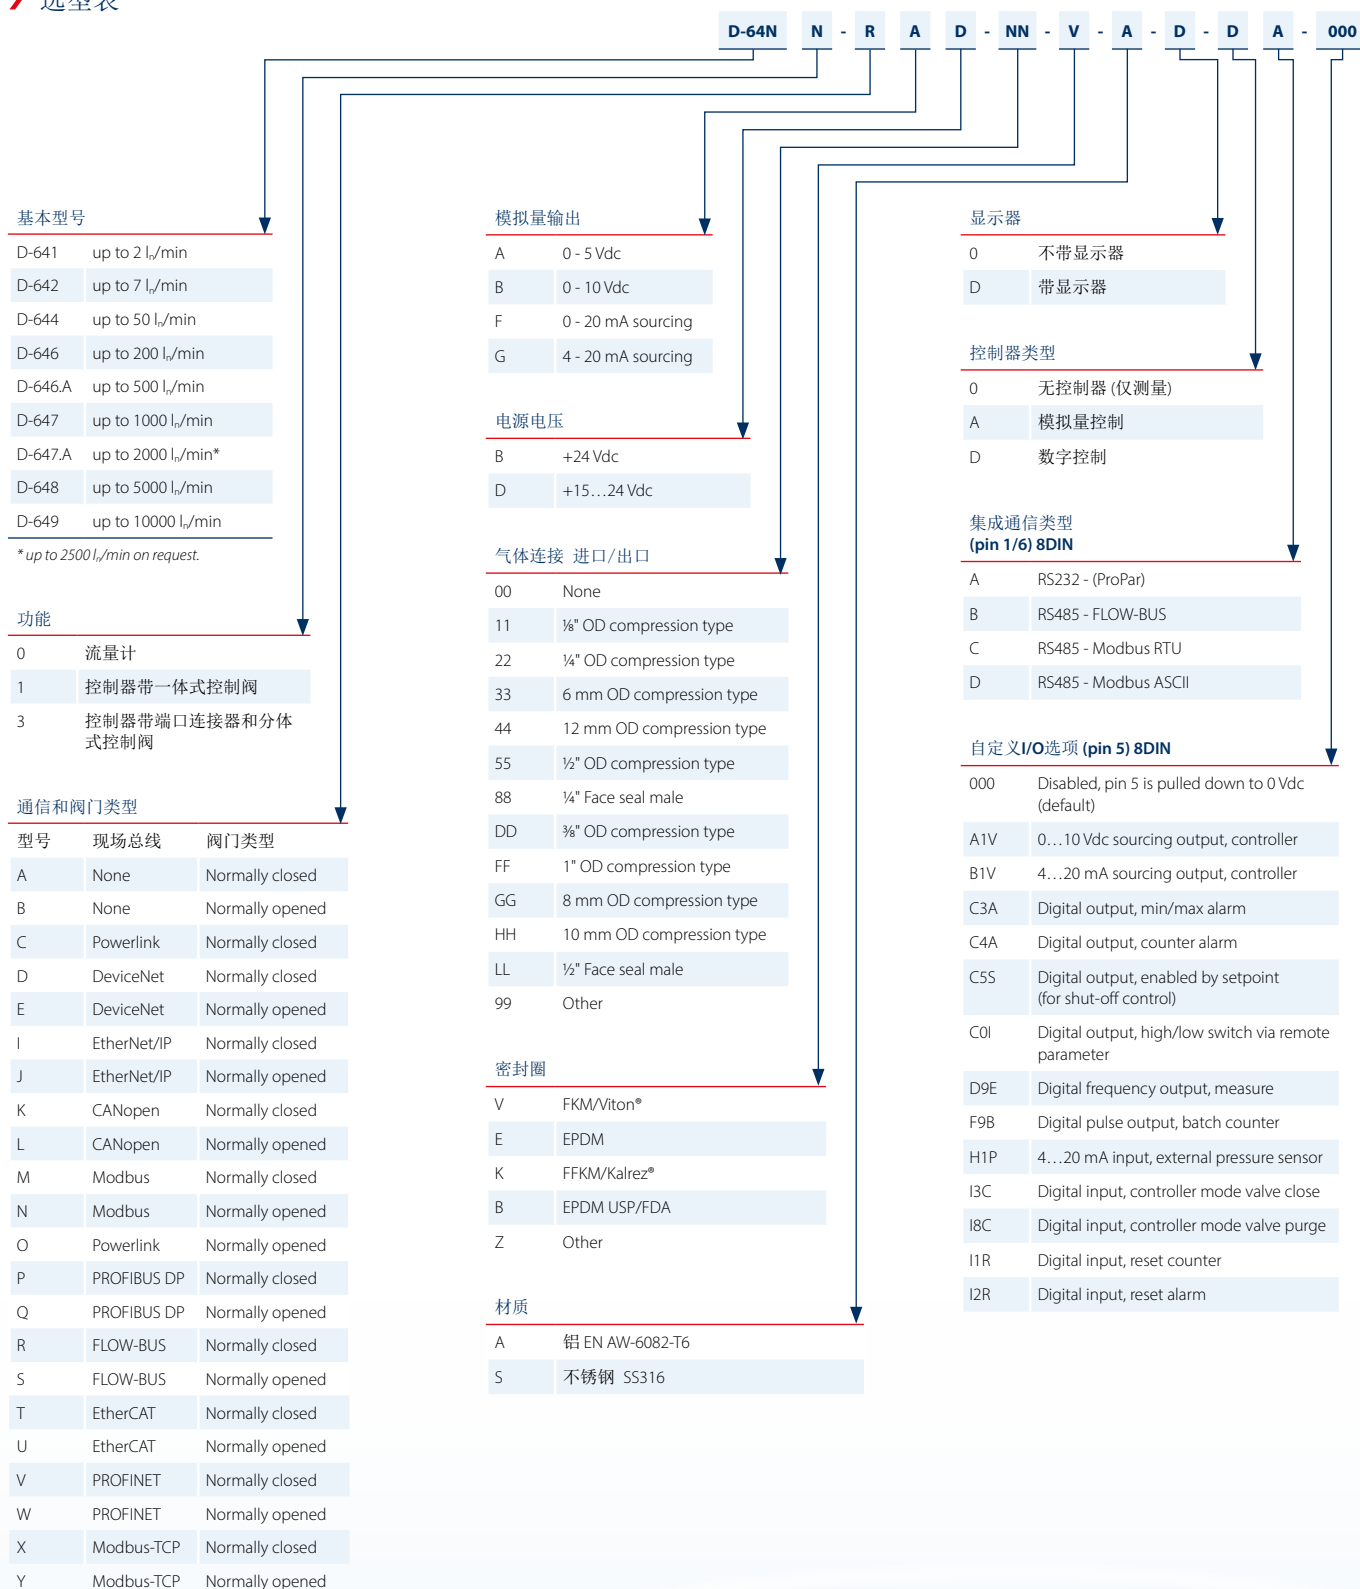 选型表
D-64N N - R A D - NN - V - A - D - D A - 000
基本型号
D-641 up to 2 lₙ/min
D-642 up to 7 lₙ/min
D-644 up to 50 lₙ/min
D-646 up to 200 lₙ/min
D-646.A up to 500 lₙ/min
D-647 up to 1000 lₙ/min
D-647.A up to 2000 lₙ/min*
D-648 up to 5000 lₙ/min
D-649 up to 10000 lₙ/min
* up to 2500 lₙ/min on request.
功能
0 流量计
1 控制器带一体式控制阀
3 控制器带端口连接器和分体
式控制阀
通信和阀门类型
型号 现场总线 阀门类型
A None Normally closed
B None Normally opened
C Powerlink Normally closed
D DeviceNet Normally closed
E DeviceNet Normally opened
I EtherNet/IP Normally closed
J EtherNet/IP Normally opened
K CANopen Normally closed
L CANopen Normally opened
M Modbus Normally closed
N Modbus Normally opened
O Powerlink Normally opened
P PROFIBUS DP Normally closed
Q PROFIBUS DP Normally opened
R FLOW-BUS Normally closed
S FLOW-BUS Normally opened
T EtherCAT Normally closed
U EtherCAT Normally opened
V PROFINET Normally closed
W PROFINET Normally opened
X Modbus-TCP Normally closed
Y Modbus-TCP Normally opened
模拟量输出
A 0 - 5 Vdc
B 0 - 10 Vdc
F 0 - 20 mA sourcing
G 4 - 20 mA sourcing
电源电压
B +24 Vdc
D +15…24 Vdc
气体连接 进口/出口
00 None
11 ⅛" OD compression type
22 ¼" OD compression type
33 6 mm OD compression type
44 12 mm OD compression type
55 ½" OD compression type
88 ¼" Face seal male
DD ⅜" OD compression type
FF 1" OD compression type
GG 8 mm OD compression type
HH 10 mm OD compression type
LL ½" Face seal male
99 Other
密封圈
V FKM/Viton®
E EPDM
K FFKM/Kalrez®
B EPDM USP/FDA
Z Other
材质
A 铝 EN AW-6082-T6
S 不锈钢 SS316
显示器
0 不带显示器
D 带显示器
控制器类型
0 无控制器 (仅测量)
A 模拟量控制
D 数字控制
集成通信类型
(pin 1/6) 8DIN
A RS232 - (ProPar)
B RS485 - FLOW-BUS
C RS485 - Modbus RTU
D RS485 - Modbus ASCII
自定义I/O选项 (pin 5) 8DIN
000 Disabled, pin 5 is pulled down to 0 Vdc
(default)
A1V 0…10 Vdc sourcing output, controller
B1V 4…20 mA sourcing output, controller
C3A Digital output, min/max alarm
C4A Digital output, counter alarm
C5S Digital output, enabled by setpoint
(for shut-off control)
C0I Digital output, high/low switch via remote
parameter
D9E Digital frequency output, measure
F9B Digital pulse output, batch counter
H1P 4…20 mA input, external pressure sensor
I3C Digital input, controller mode valve close
I8C Digital input, controller mode valve purge
I1R Digital input, reset counter
I2R Digital input, reset alarm